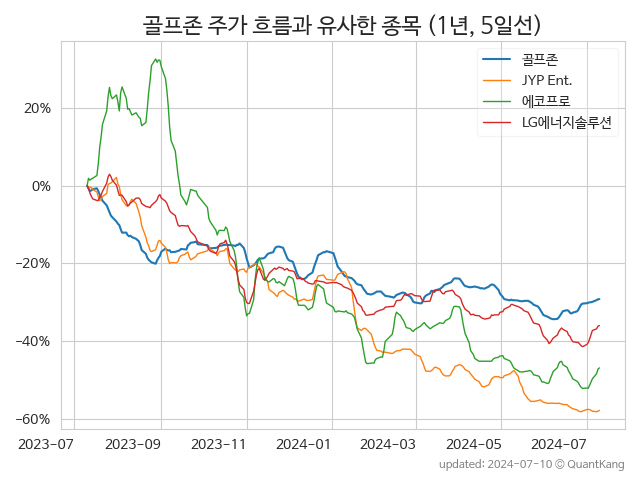 골프존 주가 흐름과 유사한 종목 (1년, 5일선)
골프존
JYP Ent.
에코프로
LG에너지솔루션
20%
0%
−20%
−40%
−60%
2023-07 2023-09 2023-11 2024-01 2024-03 2024-05 2024-07
updated: 2024-07-10 © QuantKang